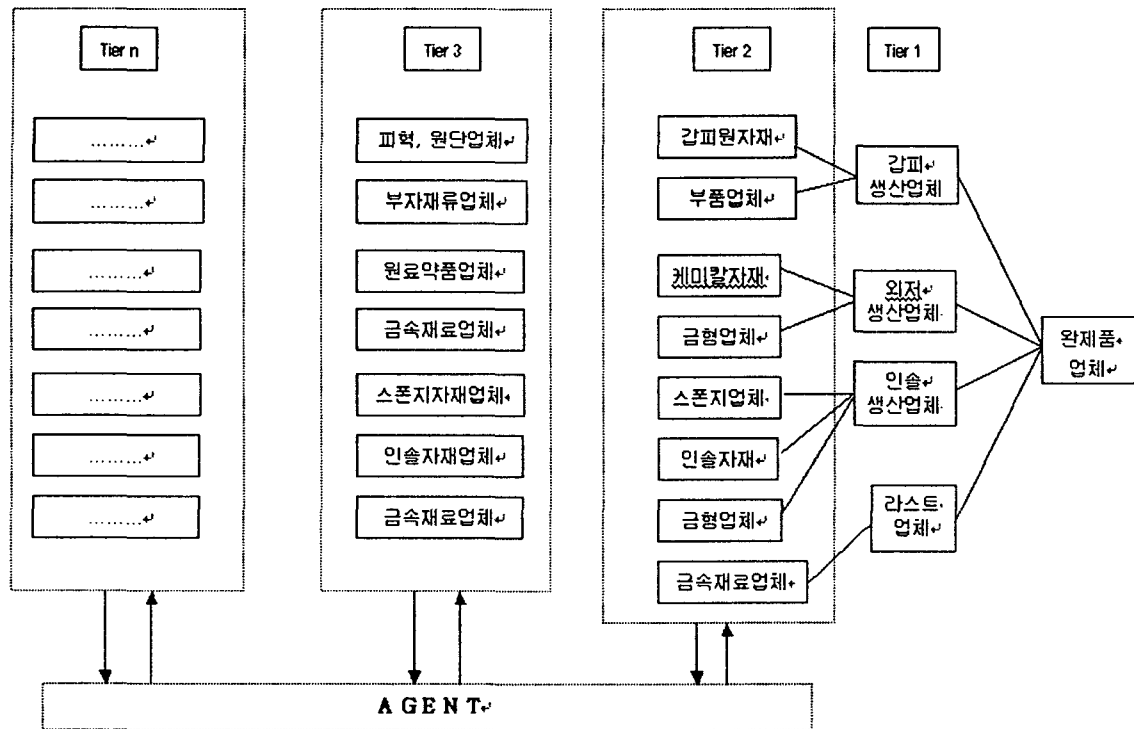 Tier n
Tier 3
Tier 2
Tier 1
………
………
………
………
………
………
………
피혁, 원단업체
부자재류업체
원료약품업체
금속재료업체
스폰지자재업체
인솔자재업체
금속재료업체
갑피원자재
부품업체
케미칼자재
금형업체
스폰지업체
인솔자재
금형업체
금속재료업체
갑피
생산업체
외저
생산업체
인솔
생산업체
라스트
업체
완제품
업체
AGENT